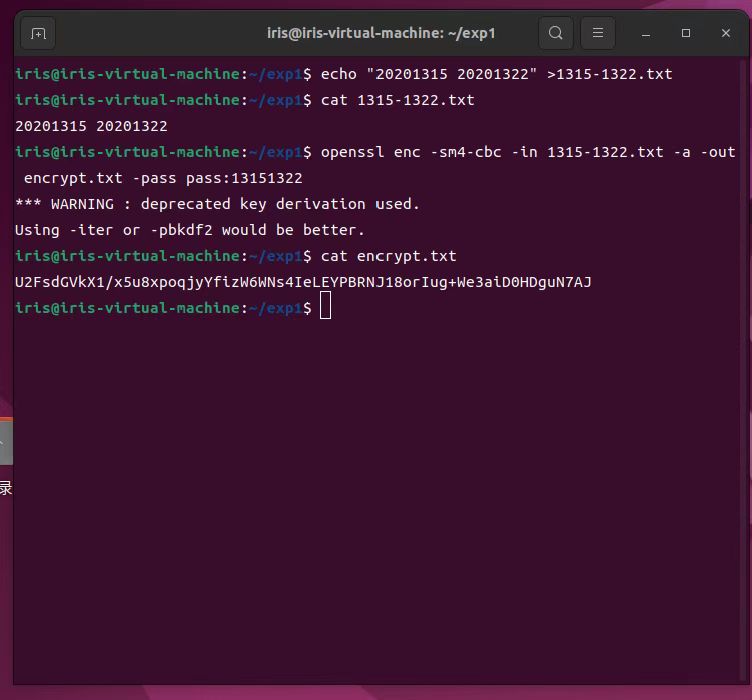 iris@iris-virtual-machine: ~/exp1
iris@iris-virtual-machine:~/exp1$ echo "20201315 20201322" >1315-1322.txt
iris@iris-virtual-machine:~/exp1$ cat 1315-1322.txt
20201315 20201322
iris@iris-virtual-machine:~/exp1$ openssl enc -sm4-cbc -in 1315-1322.txt -a -out
encrypt.txt -pass pass:13151322
*** WARNING : deprecated key derivation used.
Using -iter or -pbkdf2 would be better.
iris@iris-virtual-machine:~/exp1$ cat encrypt.txt
U2FsdGVkX1/x5u8xpoqjyYfizW6WNs4IeLEYPBRNJ18orIug+We3aiD0HDguN7AJ
iris@iris-virtual-machine:~/exp1$
录